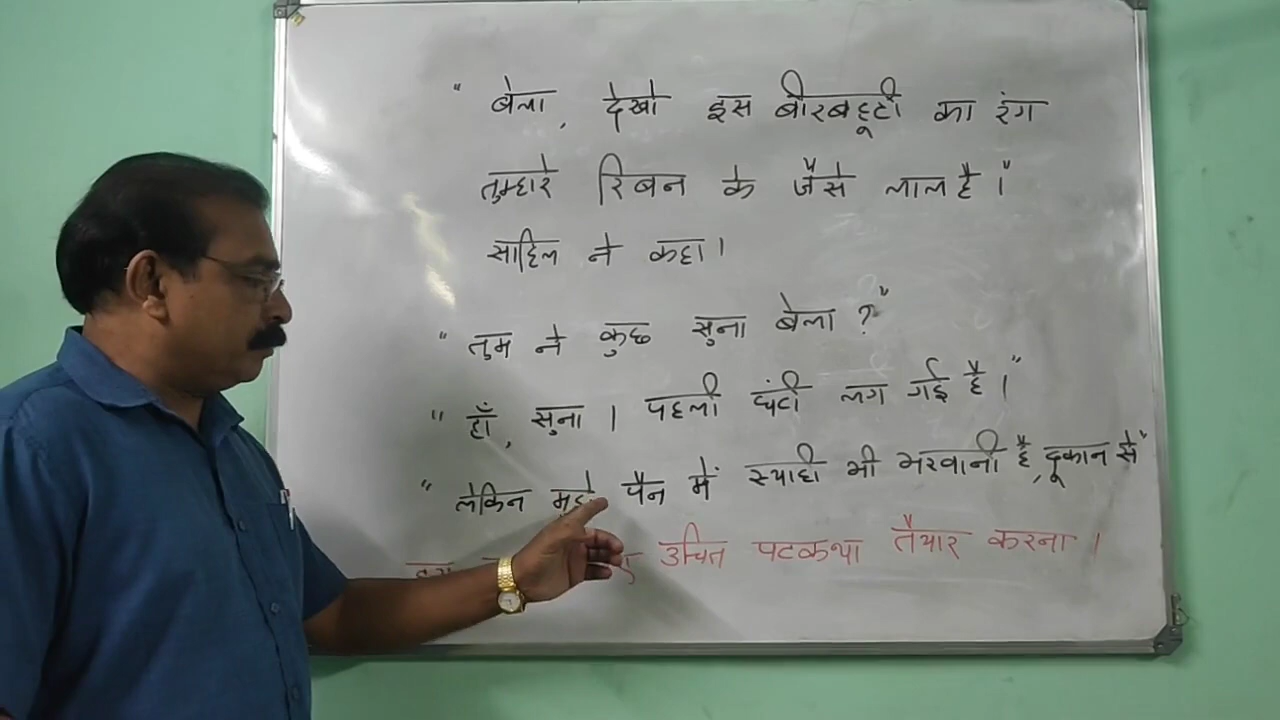 " बेला, देखो इस बीरबहूटी का रंग
तुम्हारे रिबन के जैसे लाल है।"
साहिल ने कहा।
" तुम ने कुछ सुना बेला ?"
" हाँ, सुना । पहली घंटी लग गई है।"
" लेकिन मुझे पैन में स्याही भी भरवानी है, दूकान से"
उचित पटकथा तैयार करना ।